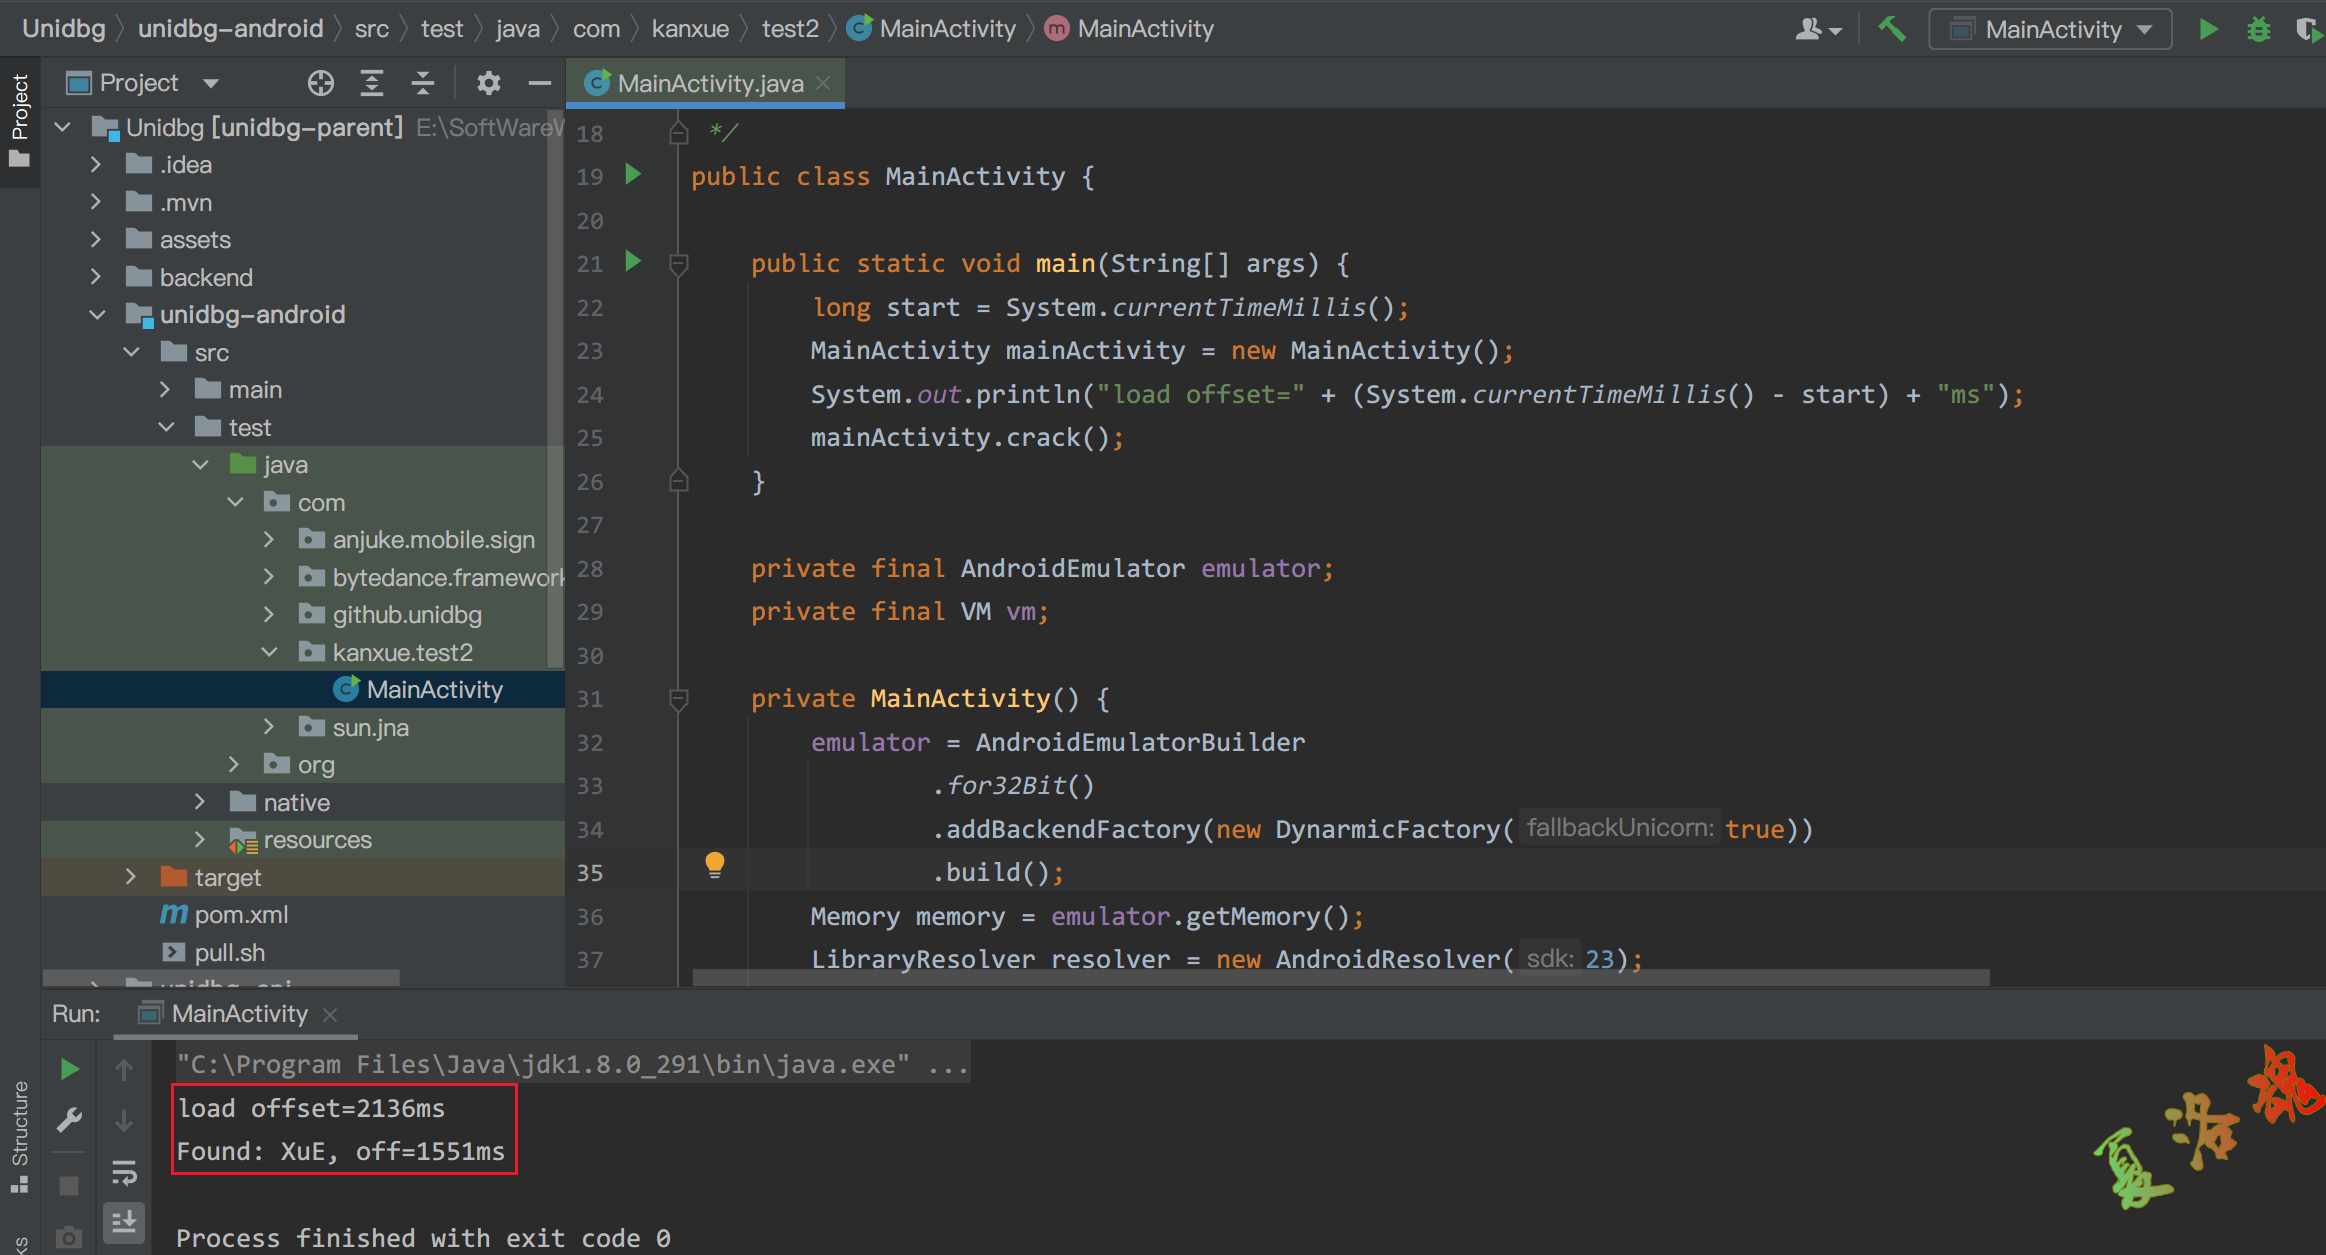 Unidbg unidbg-android src test java com kanxue test2 MainActivity MainActivity
MainActivity
Project
Project
MainActivity.java
Unidbg [unidbg-parent] E:\SoftWare
.idea
.mvn
assets
backend
unidbg-android
src
main
test
java
com
anjuke.mobile.sign
bytedance.framework
github.unidbg
kanxue.test2
MainActivity
sun.jna
org
native
resources
target
pom.xml
pull.sh
18 */
19 public class MainActivity {
20
21 public static void main(String[] args) {
22 long start = System.currentTimeMillis();
23 MainActivity mainActivity = new MainActivity();
24 System.out.println("load offset=" + (System.currentTimeMillis() - start) + "ms");
25 mainActivity.crack();
26 }
27
28 private final AndroidEmulator emulator;
29 private final VM vm;
30
31 private MainActivity() {
32 emulator = AndroidEmulatorBuilder
33 .for32Bit()
34 .addBackendFactory(new DynarmicFactory( fallbackUnicorn: true))
35 .build();
36 Memory memory = emulator.getMemory();
37 LibraryResolver resolver = new AndroidResolver( sdk: 23);
Run: MainActivity
"C:\Program Files\Java\jdk1.8.0_291\bin\java.exe" ...
load offset=2136ms
Found: XuE, off=1551ms
Process finished with exit code 0
Structure
夏洛魂